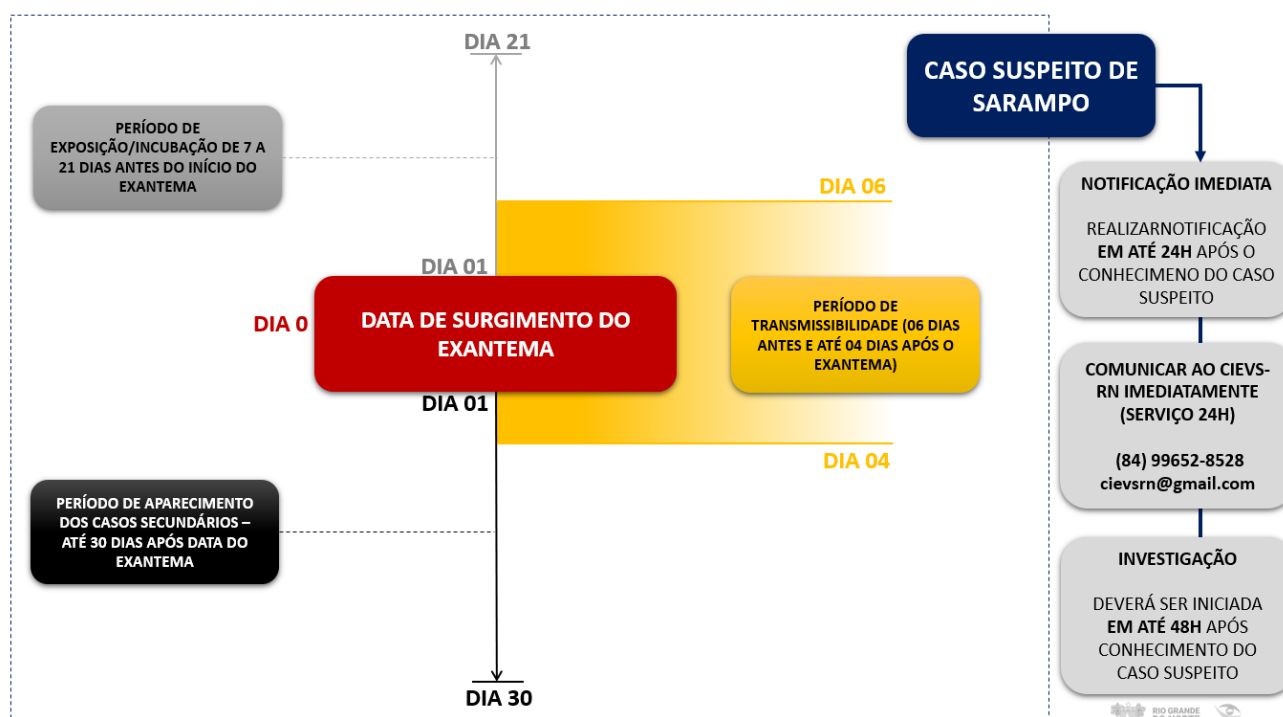 DIA 21
CASO SUSPEITO DE
SARAMPO
PERÍODO DE
EXPOSIÇÃO/INCUBAÇÃO DE 7 A
21 DIAS ANTES DO INÍCIO DO
EXANTEMA
DIA 06
NOTIFICAÇÃO IMEDIATA
REALIZARNOTIFICAÇÃO
EM ATÉ 24H APÓS O
CONHECIMENO DO CASO
SUSPEITO
DIA 01
DIA 0
DATA DE SURGIMENTO DO
EXANTEMA
PERÍODO DE
TRANSMISSIBILIDADE (06 DIAS
ANTES E ATÉ 04 DIAS APÓS O
EXANTEMA)
DIA 01
DIA 04
COMUNICAR AO CIEVS-
RN IMEDIATAMENTE
(SERVIÇO 24H)
(84) 99652-8528
cievsrn@gmail.com
PERÍODO DE APARECIMENTO
DOS CASOS SECUNDÁRIOS –
ATÉ 30 DIAS APÓS DATA DO
EXANTEMA
INVESTIGAÇÃO
DEVERÁ SER INICIADA
EM ATÉ 48H APÓS
CONHECIMENTO DO
CASO SUSPEITO
DIA 30
RIO GRANDE